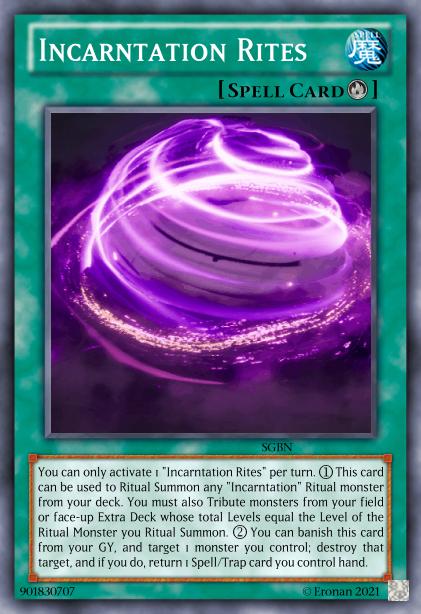 INCARNTATION RITES
SPELL
魔
[SPELL CARD]
SGBN
You can only activate 1 "Incarntation Rites" per turn. ① This card
can be used to Ritual Summon any "Incarntation" Ritual monster
from your deck. You must also Tribute monsters from your field
or face-up Extra Deck whose total Levels equal the Level of the
Ritual Monster you Ritual Summon. ② You can banish this card
from your GY, and target 1 monster you control; destroy that
target, and if you do, return 1 Spell/Trap card you control hand.
901830707
© Eronan 2021